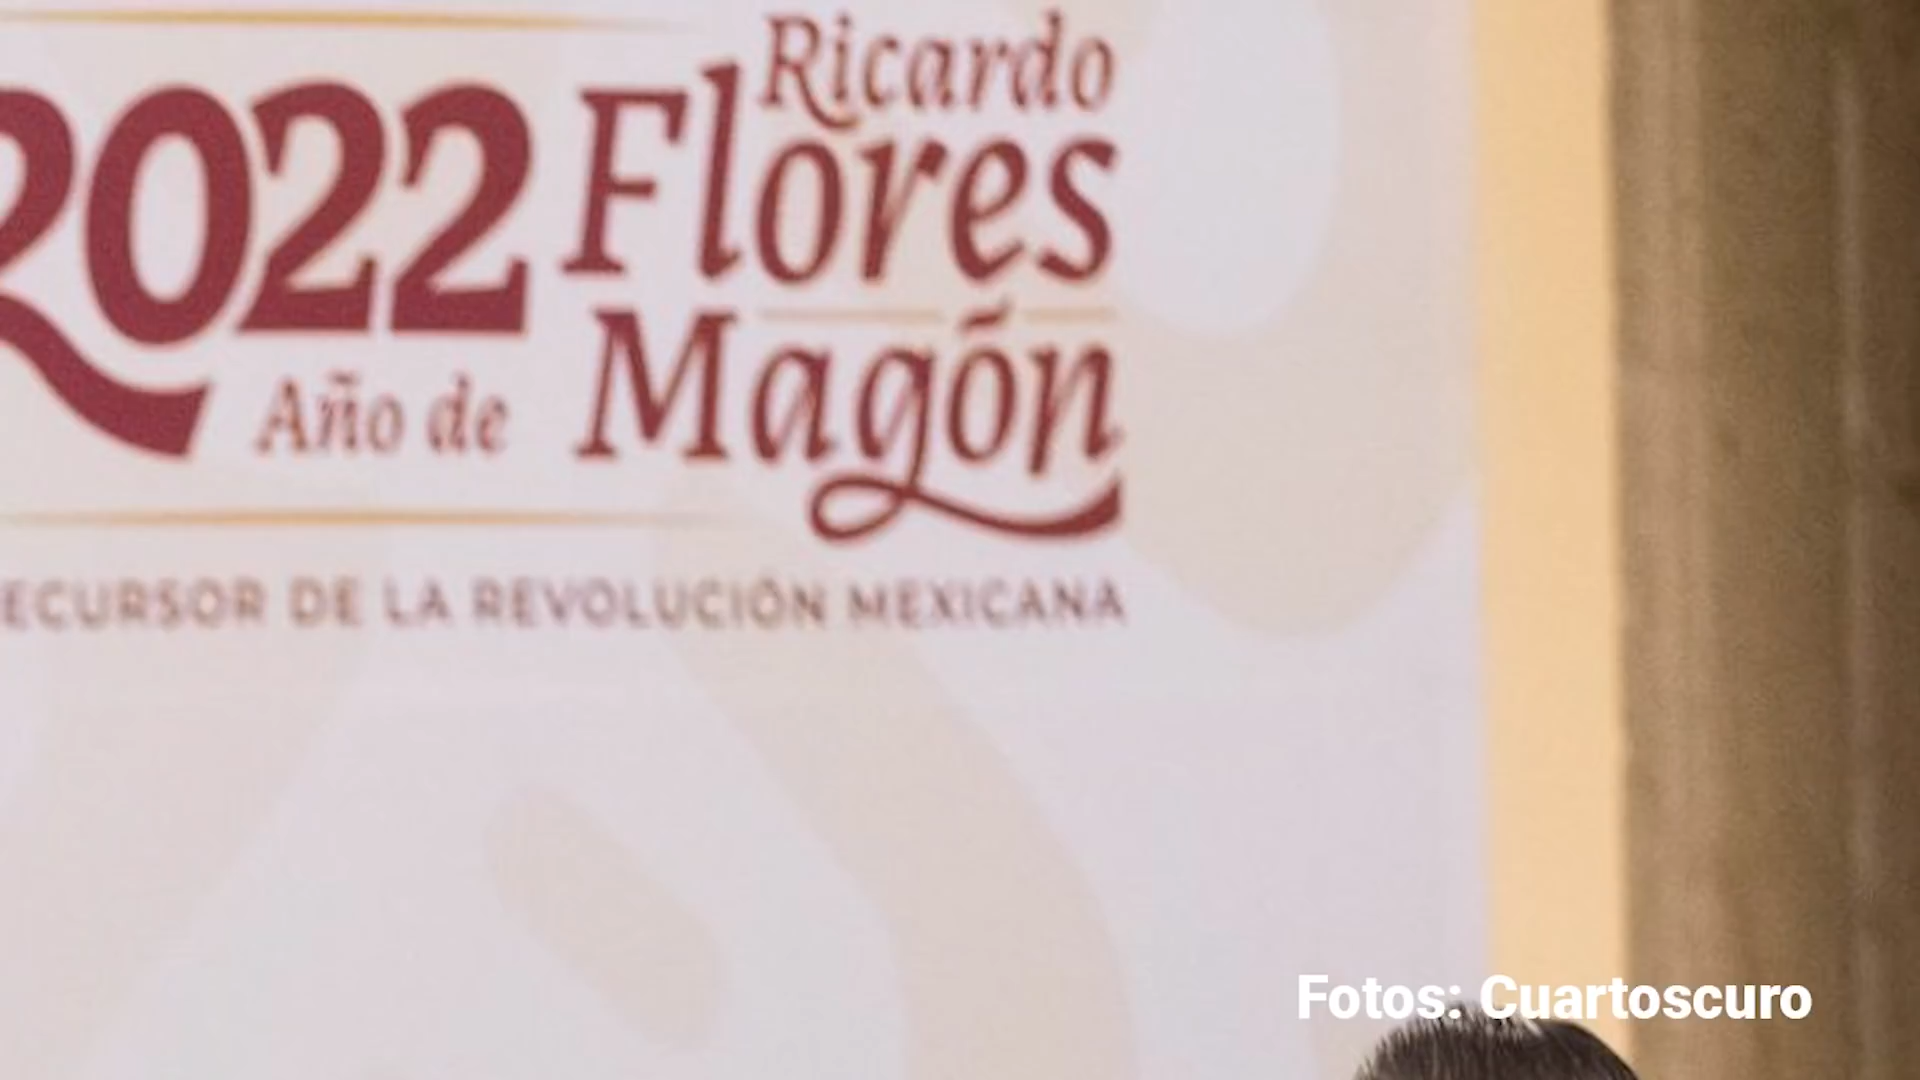 2022
Año de
Ricardo
Flores
Magón
ECURSOR DE LA REVOLUCIÓN MEXICANA
Fotos: Cuartoscuro